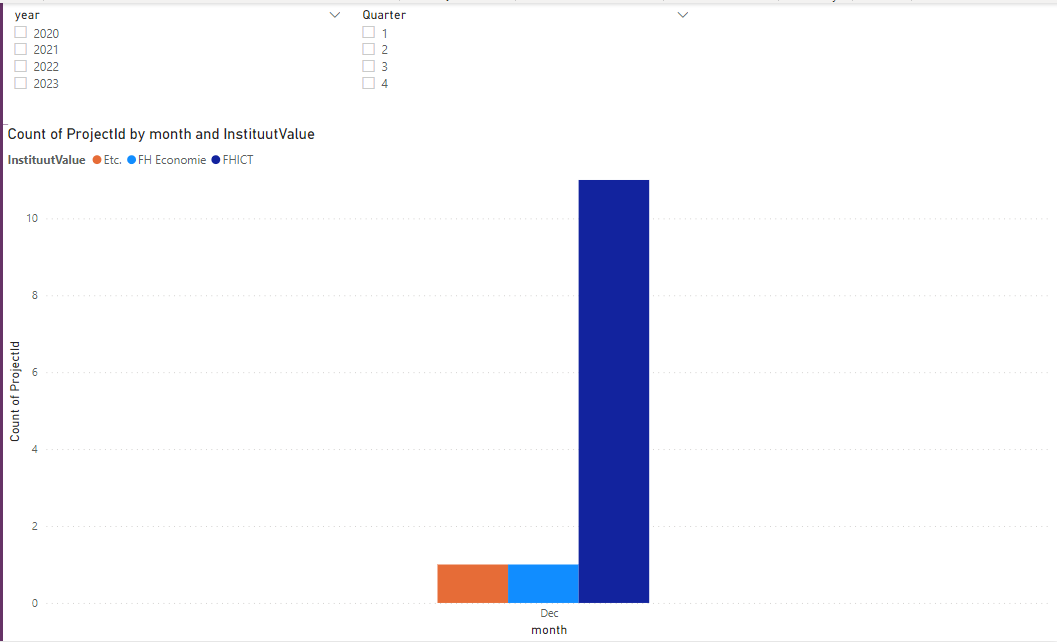 year
2020
2021
2022
2023
Quarter
1
2
3
4
Count of ProjectId by month and InstituutValue
InstituutValue Etc. FH Economie FHICT
10
8
6
4
2
0
Count of ProjectId
Dec
month